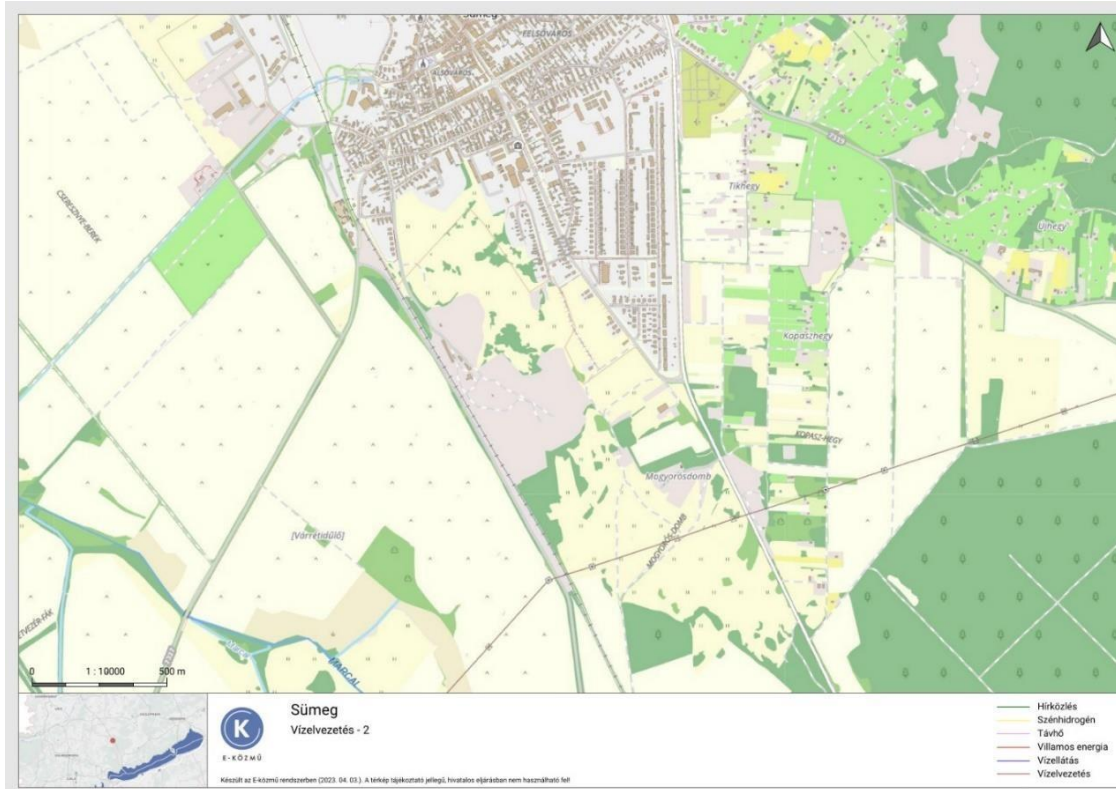 Sümeg
FELSŐVÁROS
ALSÓVÁROS
CSERESZNYE-BEREK
Tikhegy
Újhegy
Kopaszhegy
KOPASZ-HEGY
Mogyorósdomb
MOGYORÓS-DOMB
[Várrétidűlő]
MARCAL
0 1 : 10000 500 m
Sümeg
Vízelvezetés - 2
K
E-KÖZMŰ
Készült az E-közmű rendszerben (2023. 04. 03.). A térkép tájékoztató jellegű, hivatalos eljárásban nem használható fel!
Hírközlés
Szénhidrogén
Távhő
Villamos energia
Vízellátás
Vízelvezetés